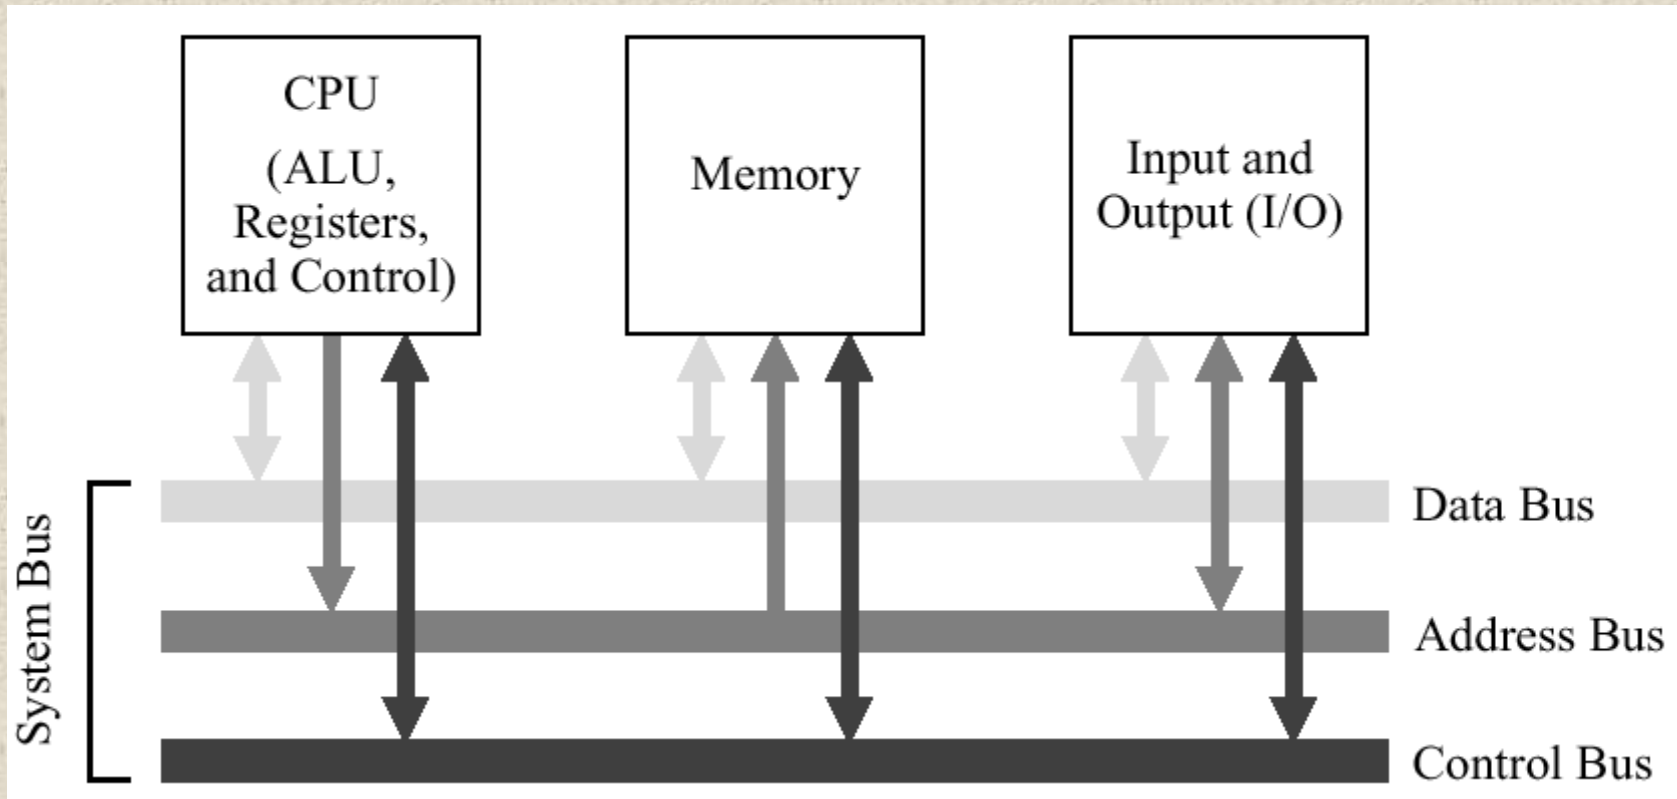 CPU
(ALU,
Registers,
and Control)
Memory
Input and
Output (I/O)
System Bus
Data Bus
Address Bus
Control Bus